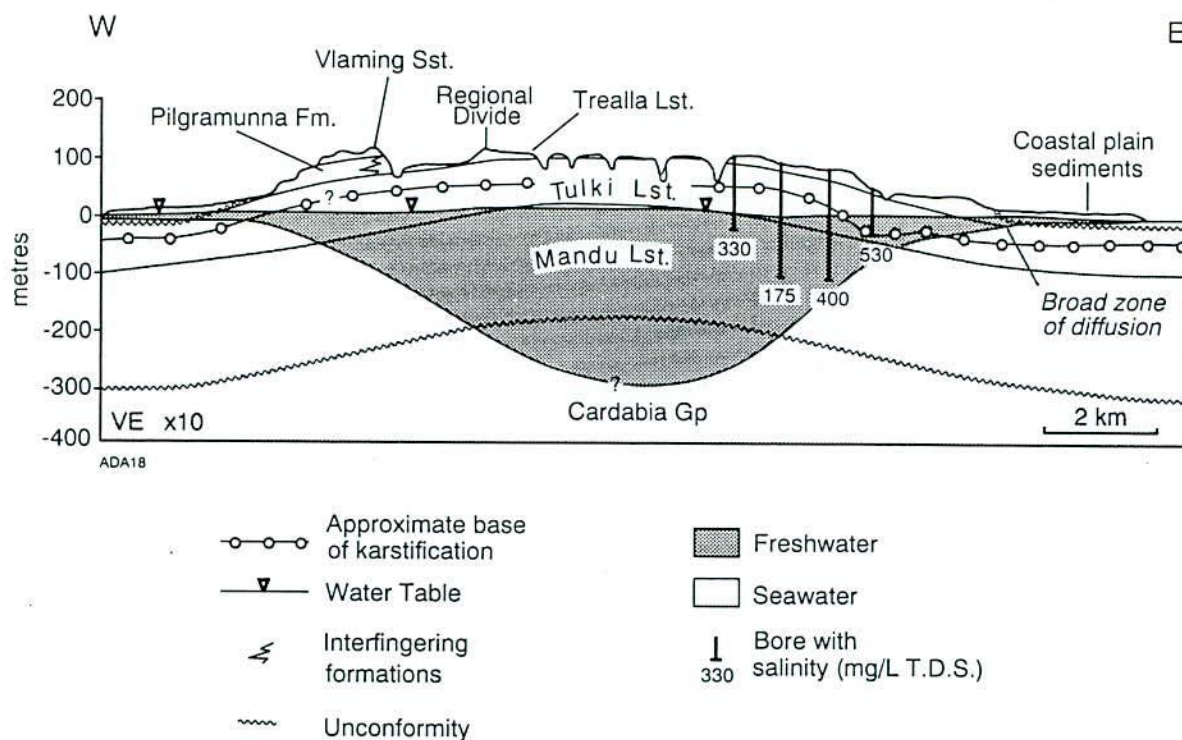 W
E
Vlaming Sst.
Pilgramunna Fm.
Regional
Divide
Trealla Lst.
Coastal plain
sediments
200
100
0
-100
-200
-300
-400
metres
?
Tulki Lst.
Mandu Lst.
330
175
400
530
Broad zone
of diffusion
?
Cardabia Gp
VE x10
2 km
ADA18
Approximate base
of karstification
Water Table
Interfingering
formations
Unconformity
Freshwater
Seawater
Bore with
salinity (mg/L T.D.S.)
330